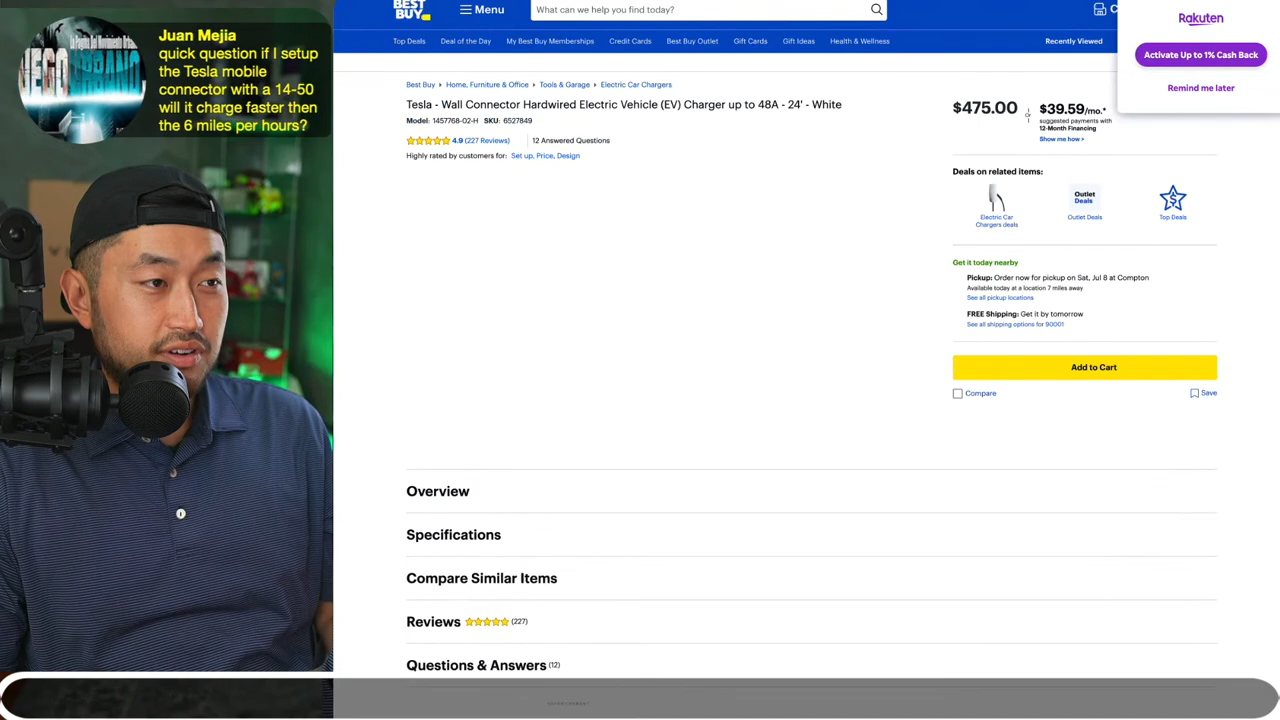 Juan Mejia
quick question if I setup
the Tesla mobile
connector with a 14-50
will it charge faster then
the 6 miles per hours?
BEST
BUY
Menu
What can we help you find today?
Top Deals
Deal of the Day
My Best Buy Memberships
Credit Cards
Best Buy Outlet
Gift Cards
Gift Ideas
Health & Wellness
Recently Viewed
Rakuten
Activate Up to 1% Cash Back
Remind me later
Best Buy
Home, Furniture & Office
Tools & Garage
Electric Car Chargers
Tesla - Wall Connector Hardwired Electric Vehicle (EV) Charger up to 48A - 24' - White
Model: 1457768-02-H SKU: 6527849
4.9 (227 Reviews)
12 Answered Questions
Highly rated by customers for: Set up, Price, Design
$475.00
or
$39.59/mo.*
suggested payments with
12-Month Financing
Show me how >
Deals on related items:
Electric Car
Chargers deals
Outlet
Deals
Outlet Deals
Top Deals
Get it today nearby
Pickup: Order now for pickup on Sat, Jul 8 at Compton
Available today at a location 7 miles away
See all pickup locations
FREE Shipping: Get it by tomorrow
See all shipping options for 90001
Add to Cart
Compare
Save
Overview
Specifications
Compare Similar Items
Reviews (227)
Questions & Answers (12)